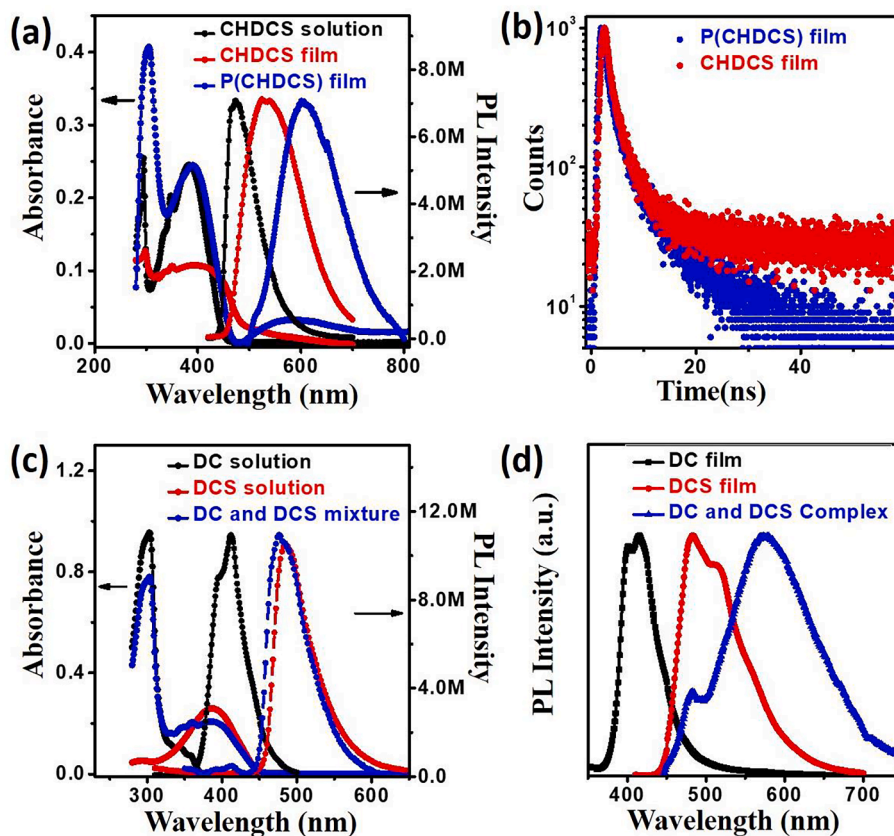 (a)
CHDCS solution
CHDCS film
P(CHDCS) film
0.4
0.3
0.2
0.1
0.0
Absorbance
8.0M
6.0M
4.0M
2.0M
0.0
PL Intensity
200
400
600
800
Wavelength (nm)
(b)
P(CHDCS) film
CHDCS film
10³
10²
10¹
Counts
0
20
40
Time(ns)
(c)
DC solution
DCS solution
DC and DCS mixture
1.2
0.8
0.4
0.0
Absorbance
12.0M
8.0M
4.0M
0.0
PL Intensity
300
400
500
600
Wavelength (nm)
(d)
DC film
DCS film
DC and DCS Complex
PL Intensity (a.u.)
400
500
600
700
Wavelength (nm)